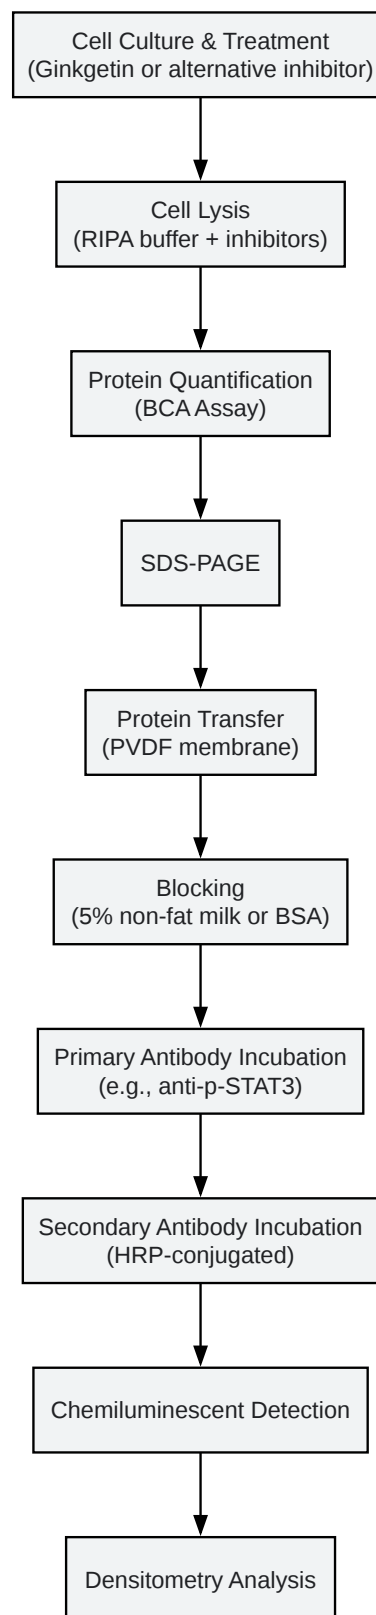 Cell Culture & Treatment
(Ginkgetin or alternative inhibitor)
Cell Lysis
(RIPA buffer + inhibitors)
Protein Quantification
(BCA Assay)
SDS-PAGE
Protein Transfer
(PVDF membrane)
Blocking
(5% non-fat milk or BSA)
Primary Antibody Incubation
(e.g., anti-p-STAT3)
Secondary Antibody Incubation
(HRP-conjugated)
Chemiluminescent Detection
Densitometry Analysis